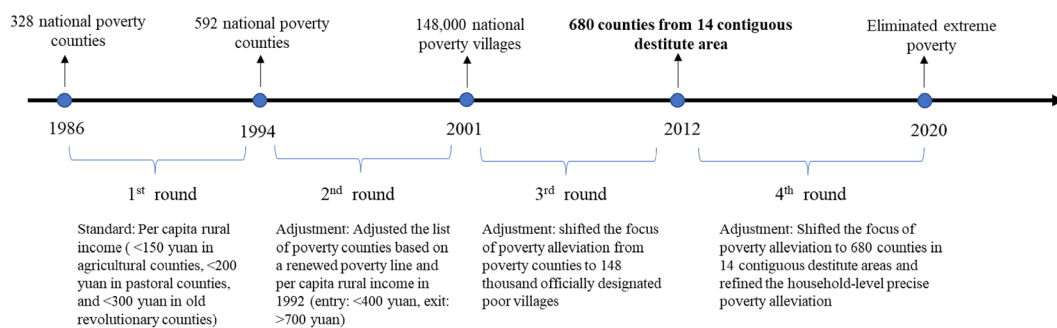 328 national poverty
counties
592 national poverty
counties
148,000 national
poverty villages
680 counties from 14 contiguous
destitute area
Eliminated extreme
poverty
1986
1994
2001
2012
2020
1st round
2nd round
3rd round
4th round
Standard: Per capita rural
income ( <150 yuan in
agricultural counties, <200
yuan in pastoral counties,
and <300 yuan in old
revolutionary counties)
Adjustment: Adjusted the list
of poverty counties based on
a renewed poverty line and
per capita rural income in
1992 (entry: <400 yuan, exit:
>700 yuan)
Adjustment: shifted the focus
of poverty alleviation from
poverty counties to 148
thousand officially designated
poor villages
Adjustment: Shifted the focus of
poverty alleviation to 680 counties in
14 contiguous destitute areas and
refined the household-level precise
poverty alleviation